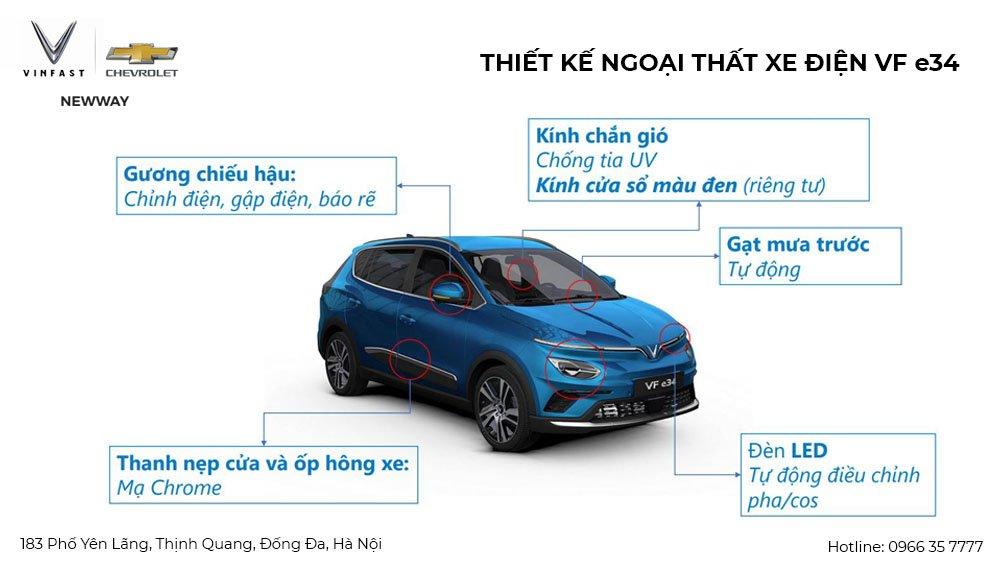 VINFAST
CHEVROLET
NEWWAY
THIẾT KẾ NGOẠI THẤT XE ĐIỆN VF e34
Gương chiếu hậu:
Chỉnh điện, gập điện, báo rẽ
Kính chắn gió
Chống tia UV
Kính cửa sổ màu đen (riêng tư)
Gạt mưa trước
Tự động
VF e34
Thanh nẹp cửa và ốp hông xe:
Mạ Chrome
Đèn LED
Tự động điều chỉnh
pha/cos
183 Phố Yên Lãng, Thịnh Quang, Đống Đa, Hà Nội
Hotline: 0966 35 7777